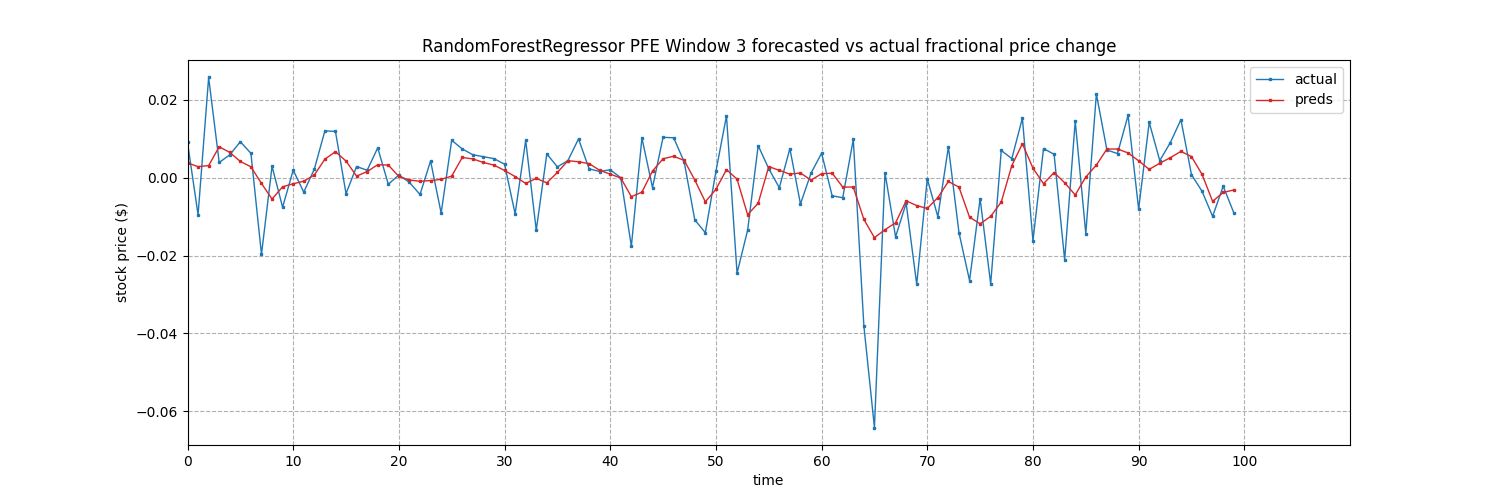 RandomForestRegressor PFE Window 3 forecasted vs actual fractional price change
actual
preds
0.02
0.00
−0.02
−0.04
−0.06
stock price ($)
0 10 20 30 40 50 60 70 80 90 100
time